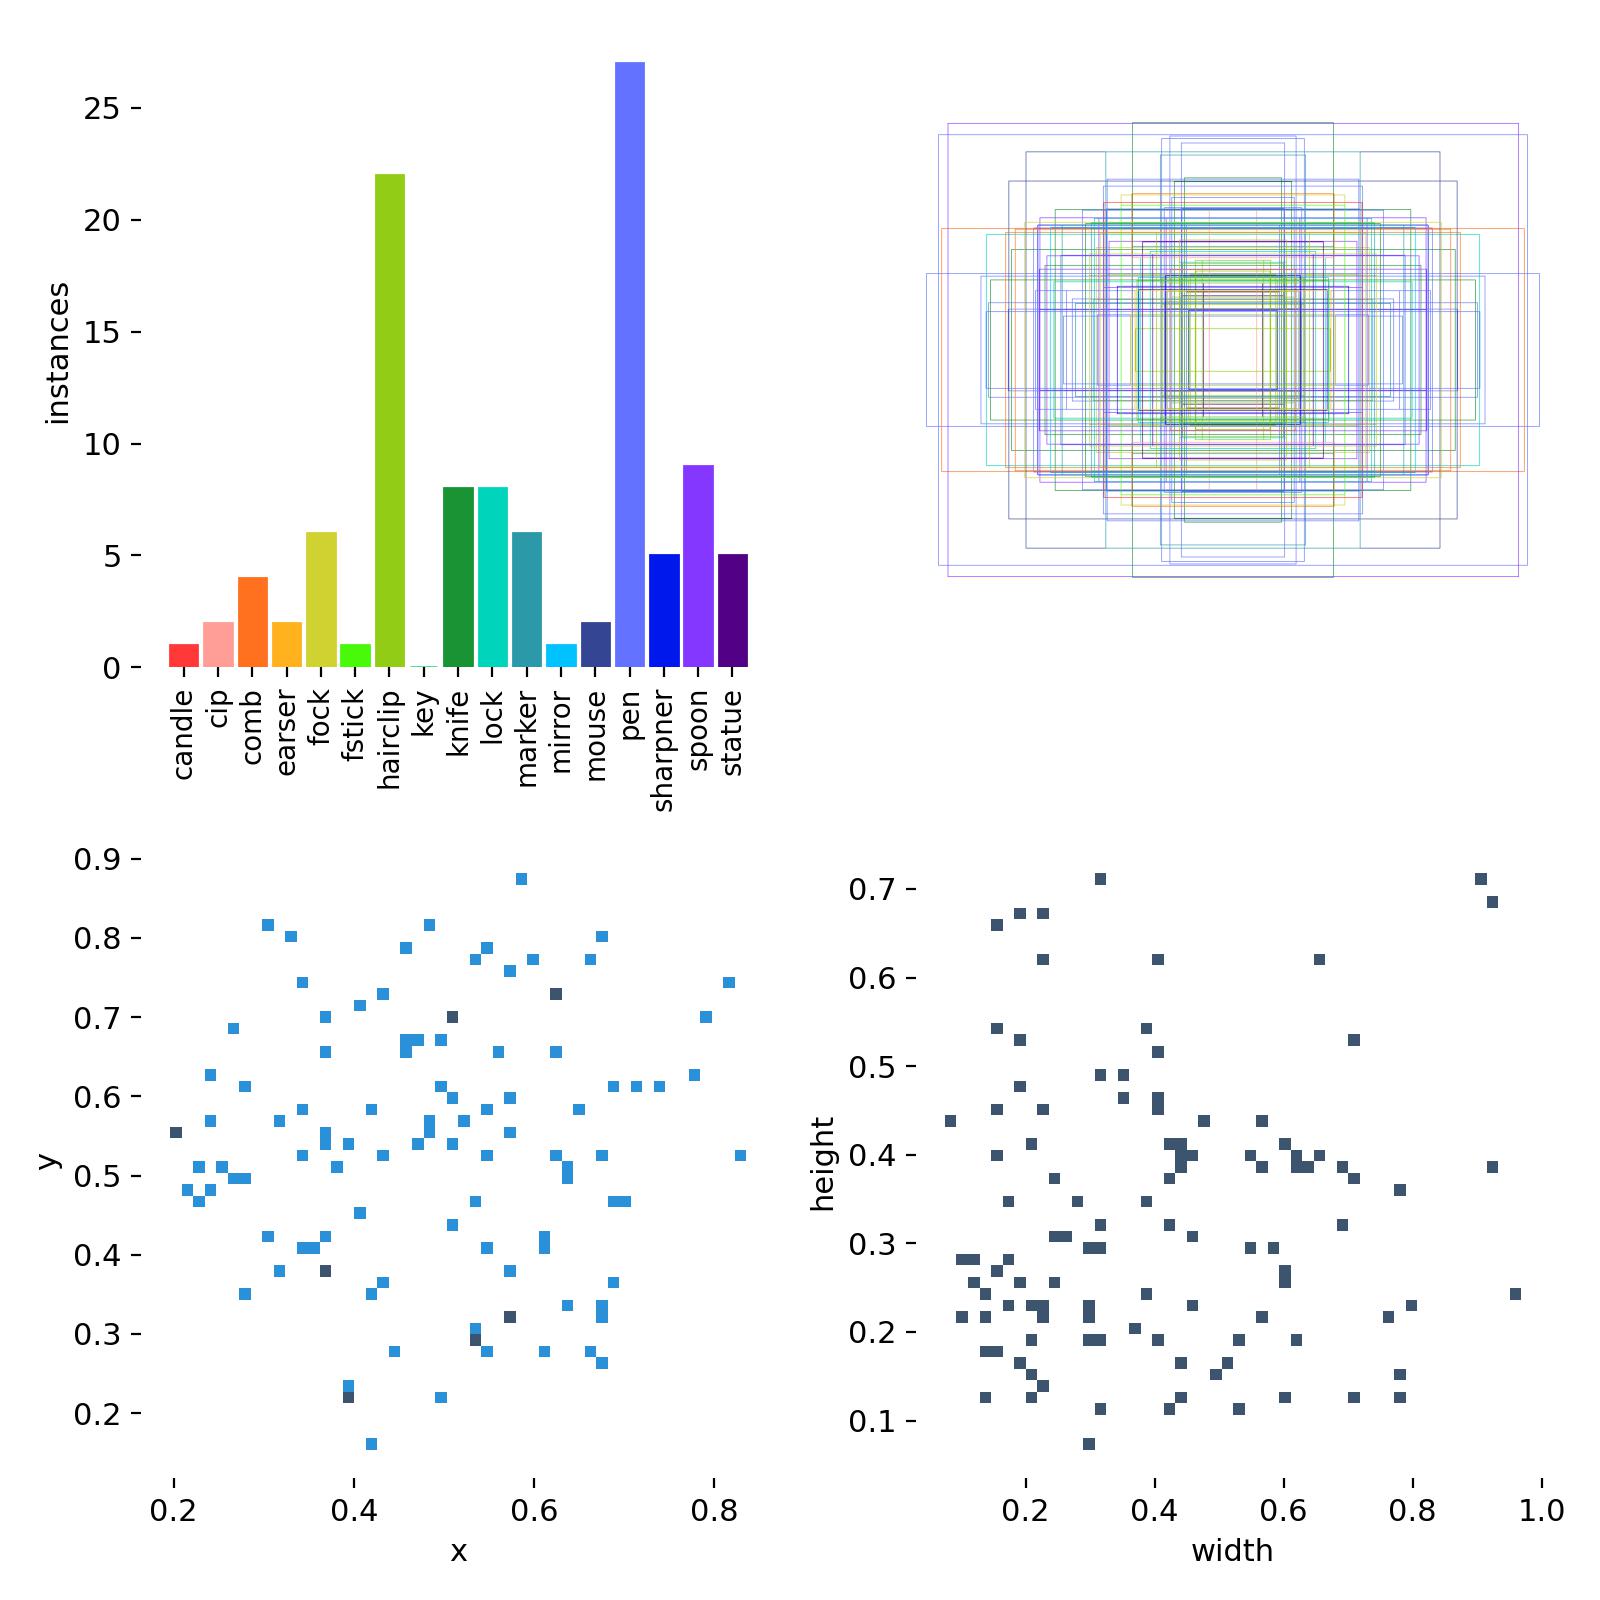 25
20
15
10
5
0
instances
candle
cip
comb
earser
fock
fstick
hairclip
key
knife
lock
marker
mirror
mouse
pen
sharpner
spoon
statue
0.9
0.8
0.7
0.6
0.5
0.4
0.3
0.2
y
0.2 0.4 0.6 0.8
x
0.7
0.6
0.5
0.4
0.3
0.2
0.1
height
0.2 0.4 0.6 0.8 1.0
width